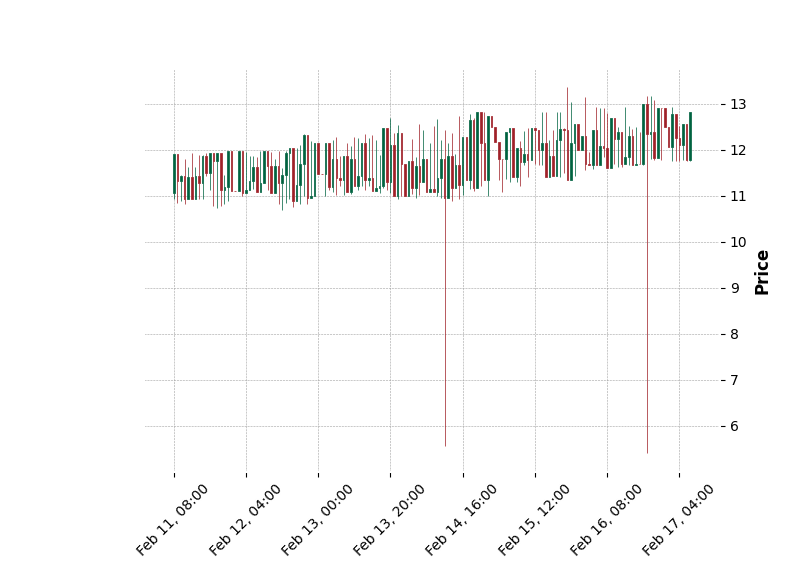 13
12
11
10
9
8
7
6
Price
Feb 11, 08:00
Feb 12, 04:00
Feb 13, 00:00
Feb 13, 20:00
Feb 14, 16:00
Feb 15, 12:00
Feb 16, 08:00
Feb 17, 04:00